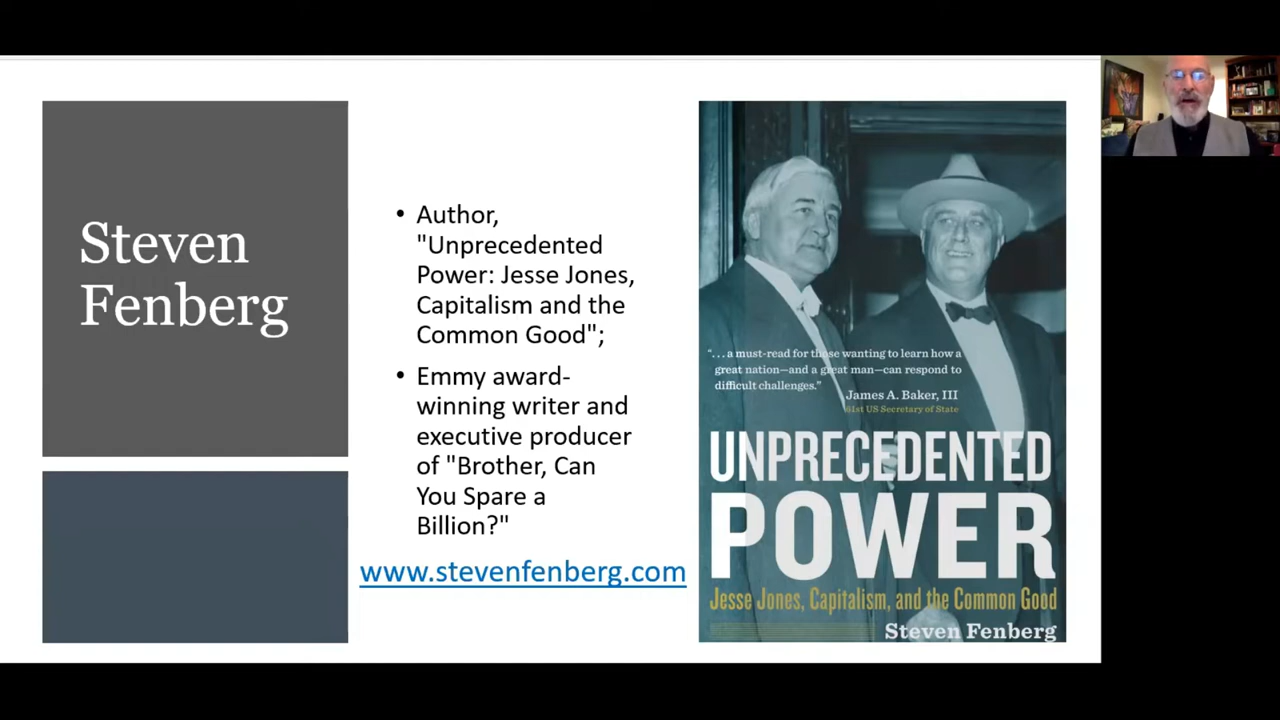 Steven
Fenberg
• Author,
"Unprecedented
Power: Jesse Jones,
Capitalism and the
Common Good";
• Emmy award-
winning writer and
executive producer
of "Brother, Can
You Spare a
Billion?"
www.stevenfenberg.com
“. . . a must-read for those wanting to learn how a
great nation—and a great man—can respond to
difficult challenges.”
James A. Baker, III
61st US Secretary of State
UNPRECEDENTED
POWER
Jesse Jones, Capitalism, and the Common Good
Steven Fenberg